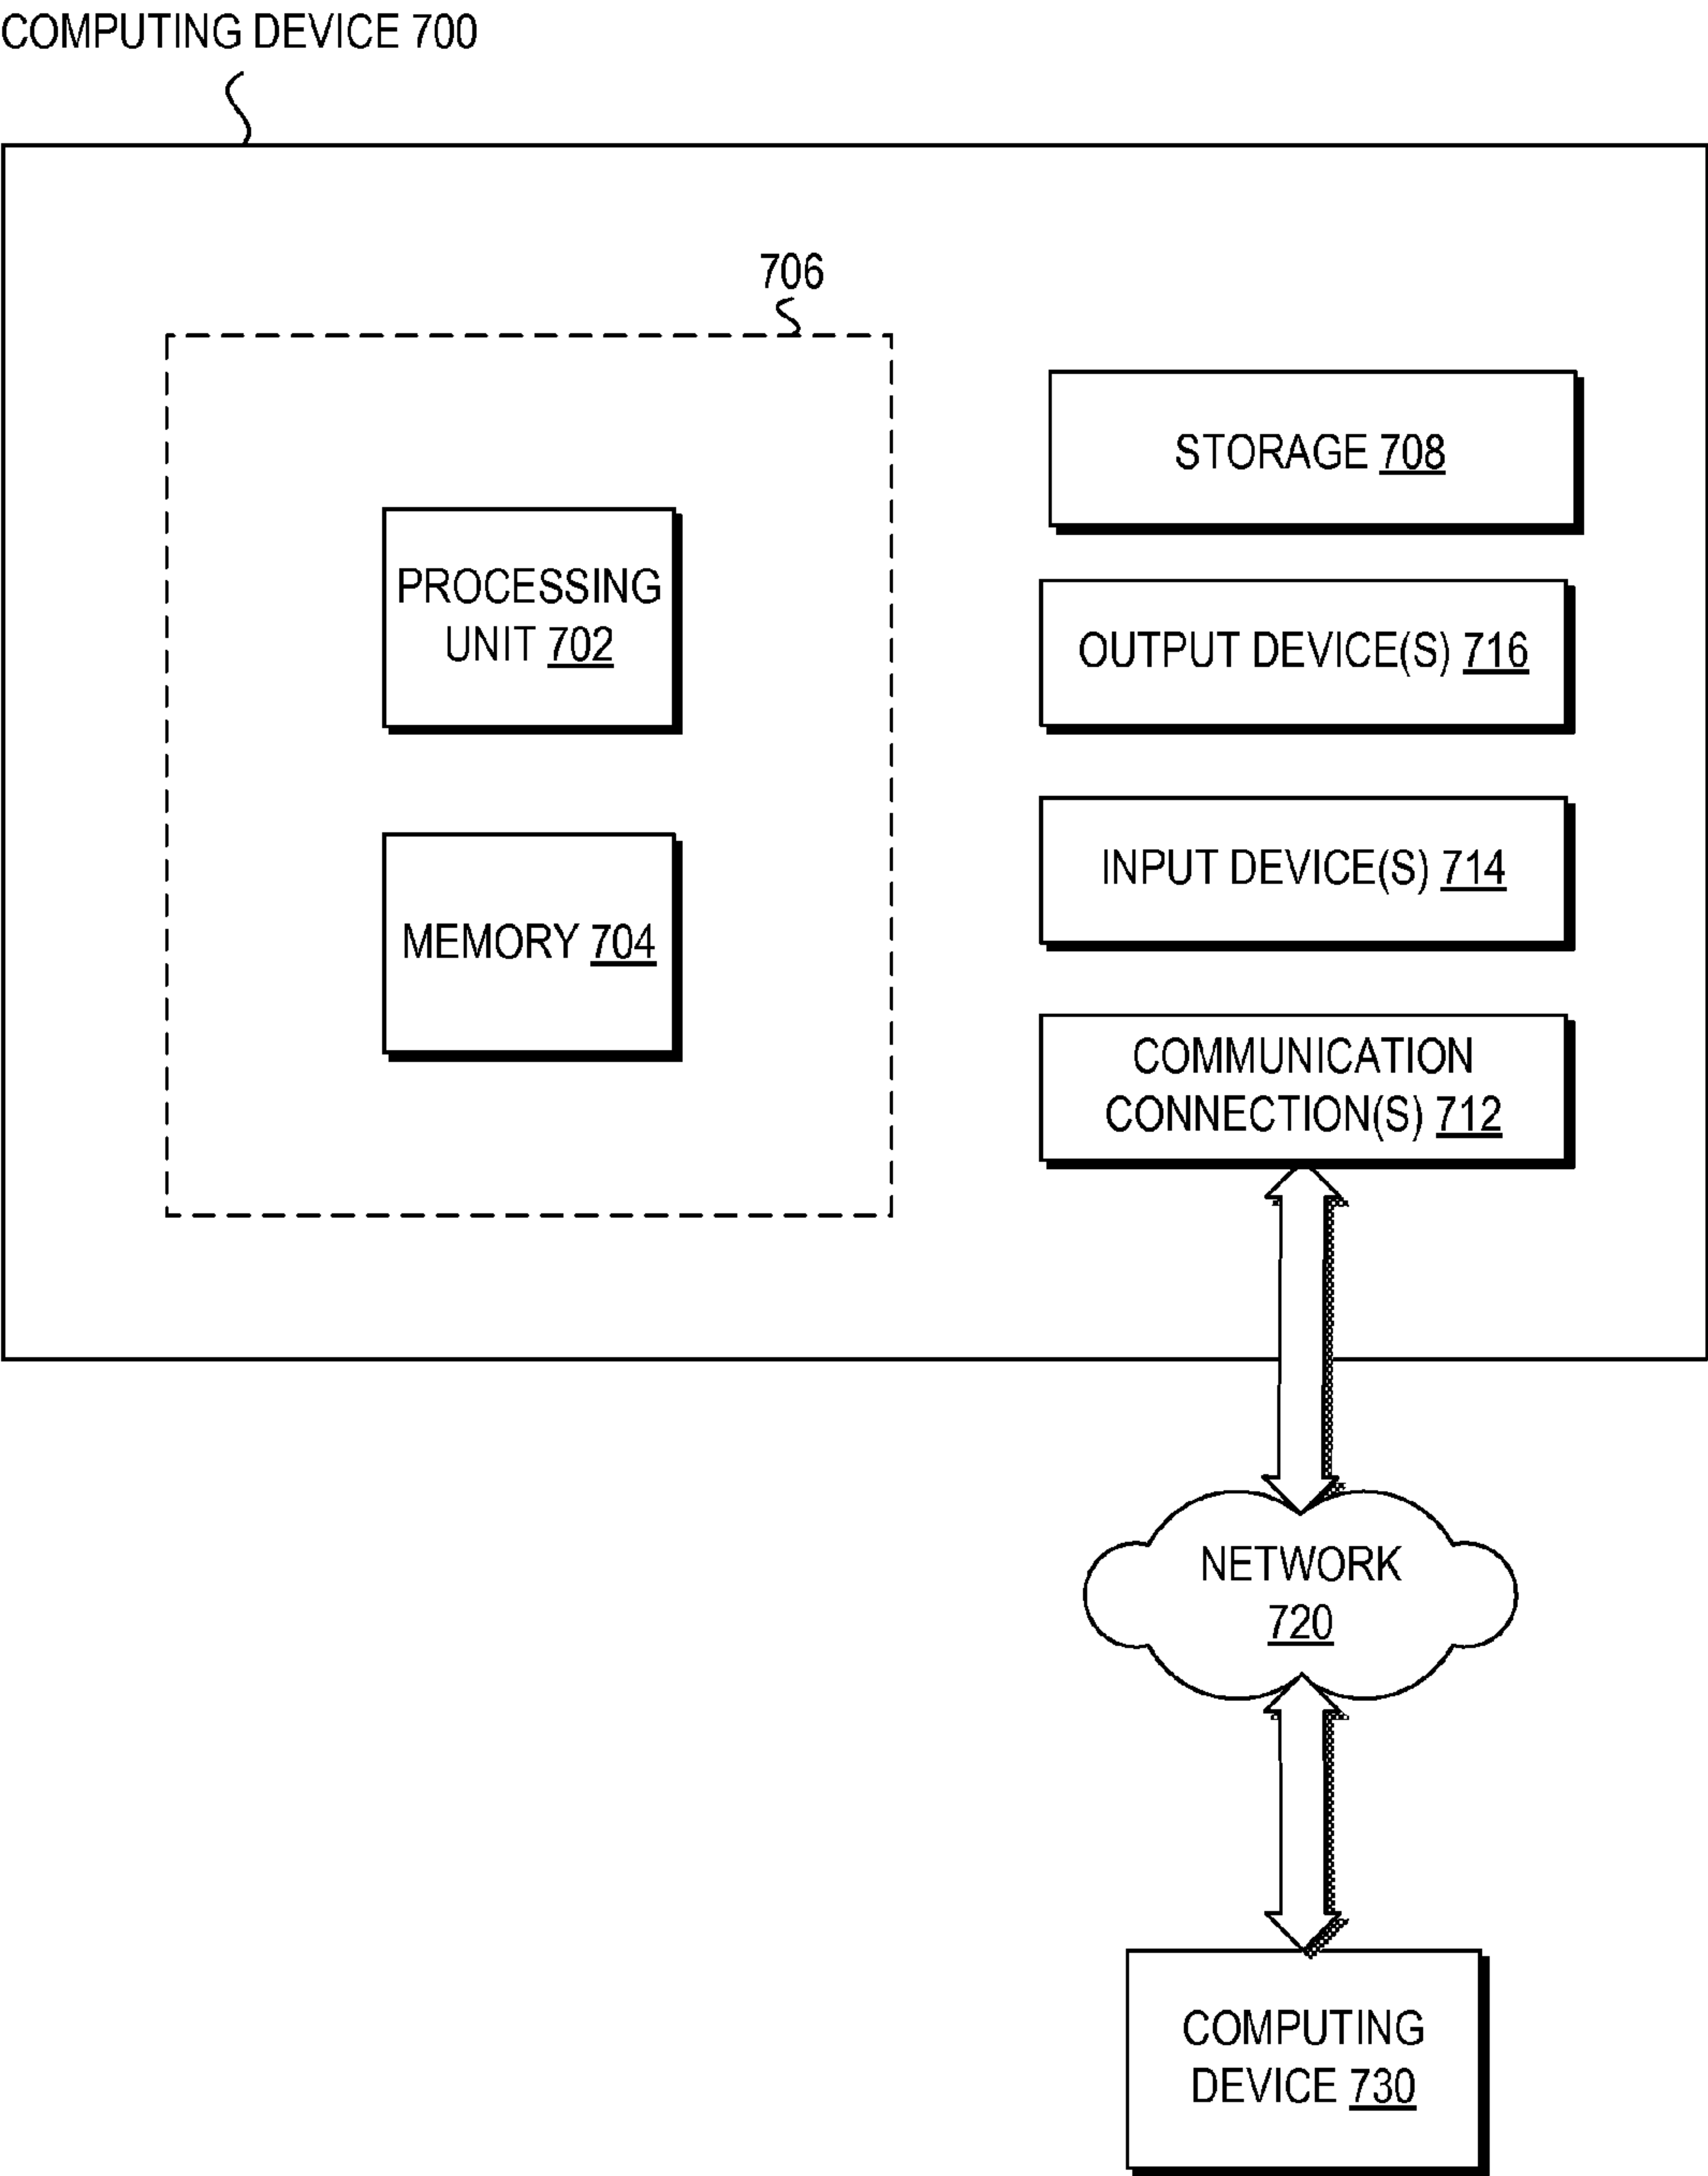 COMPUTING DEVICE 700
706
PROCESSING
UNIT 702
MEMORY 704
STORAGE 708
OUTPUT DEVICE(S) 716
INPUT DEVICE(S) 714
COMMUNICATION
CONNECTION(S) 712
NETWORK
720
COMPUTING
DEVICE 730